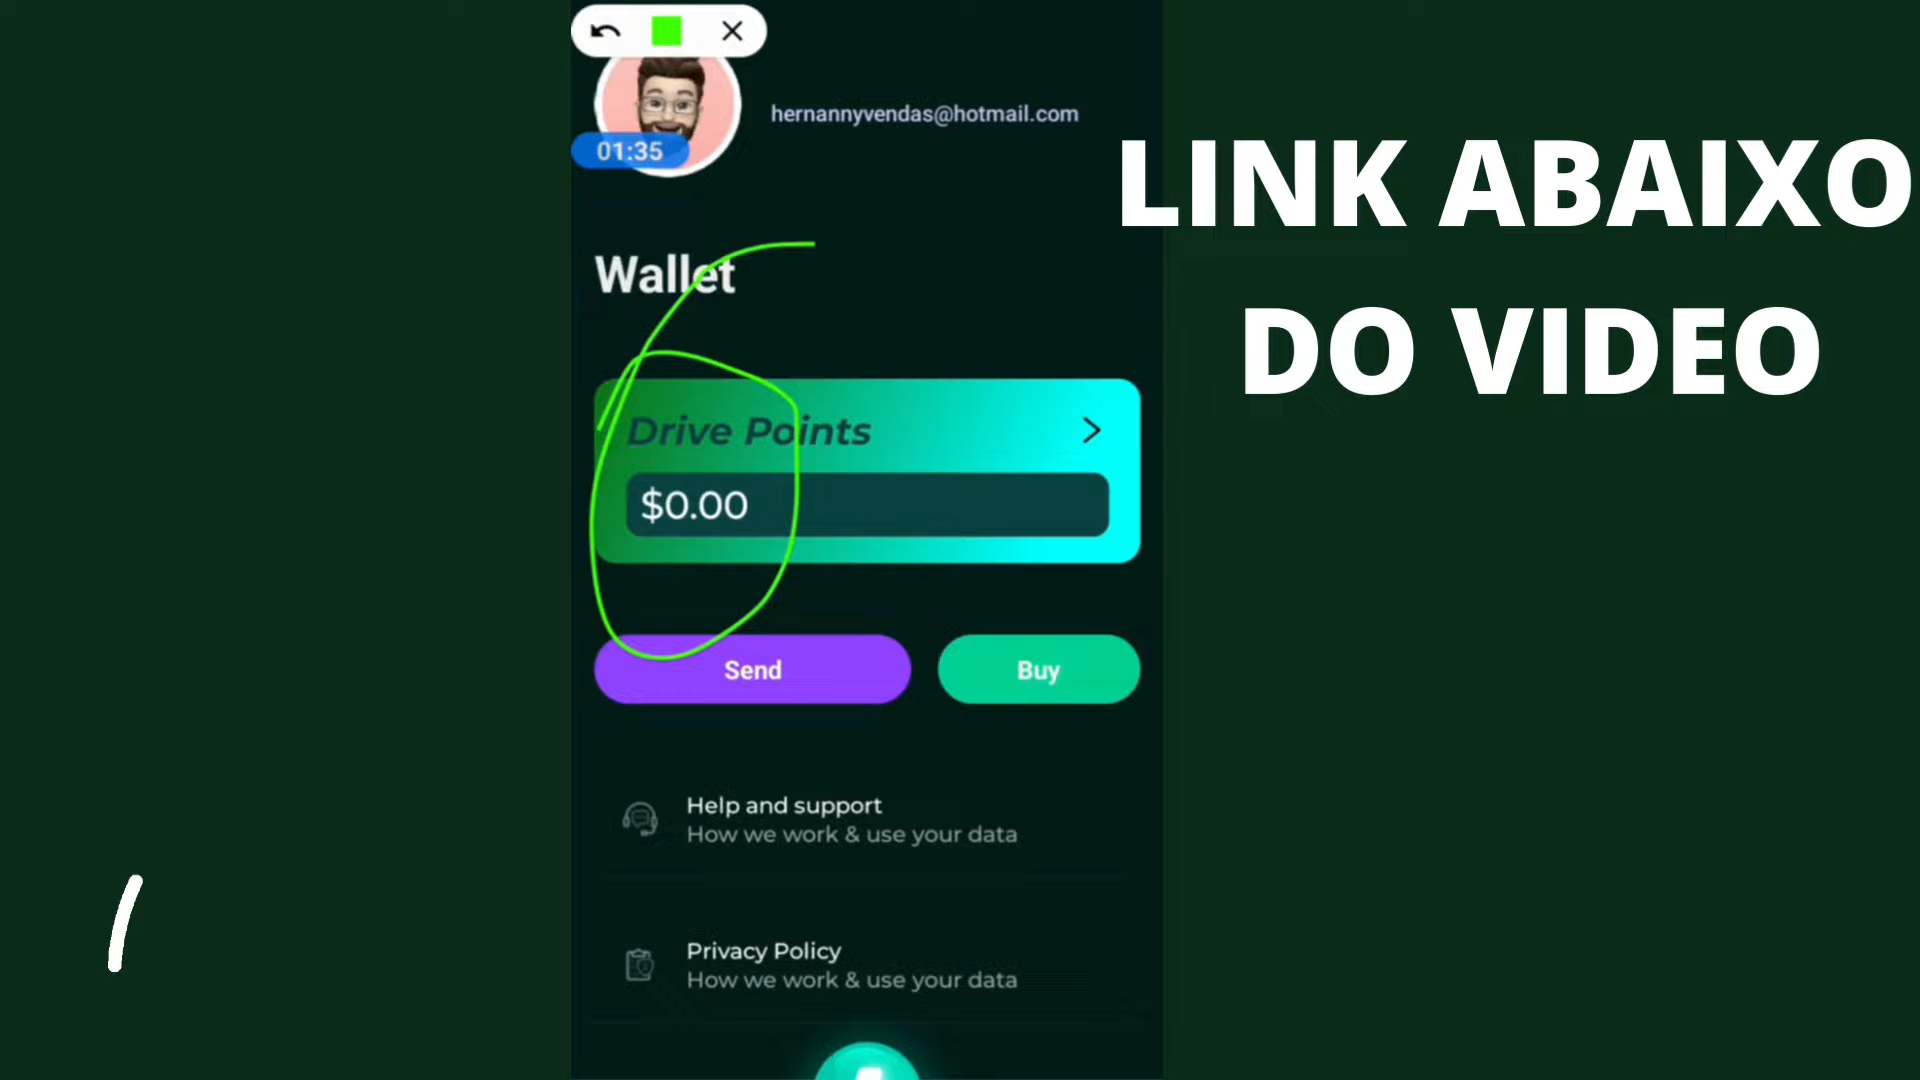 hernannyvendas@hotmail.com
01:35
LINK ABAIXO
DO VIDEO
Wallet
Drive Points
$0.00
Send
Buy
Help and support
How we work & use your data
Privacy Policy
How we work & use your data